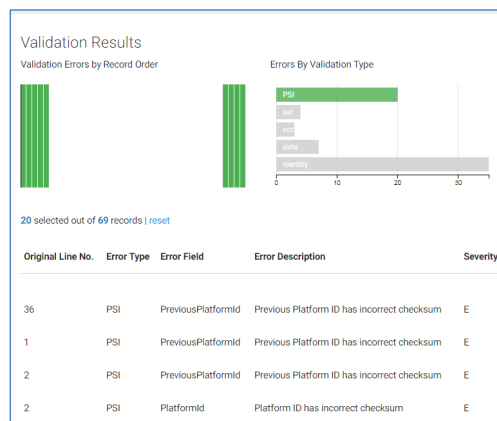 Validation Results
Validation Errors by Record Order
Errors By Validation Type
PSI
ast
cor
date
identity
0 10 20 30
20 selected out of 69 records | reset
Original Line No. Error Type Error Field Error Description Severity
36 PSI PreviousPlatformId Previous Platform ID has incorrect checksum E
1 PSI PreviousPlatformId Previous Platform ID has incorrect checksum E
2 PSI PreviousPlatformId Previous Platform ID has incorrect checksum E
2 PSI PlatformId Platform ID has incorrect checksum E